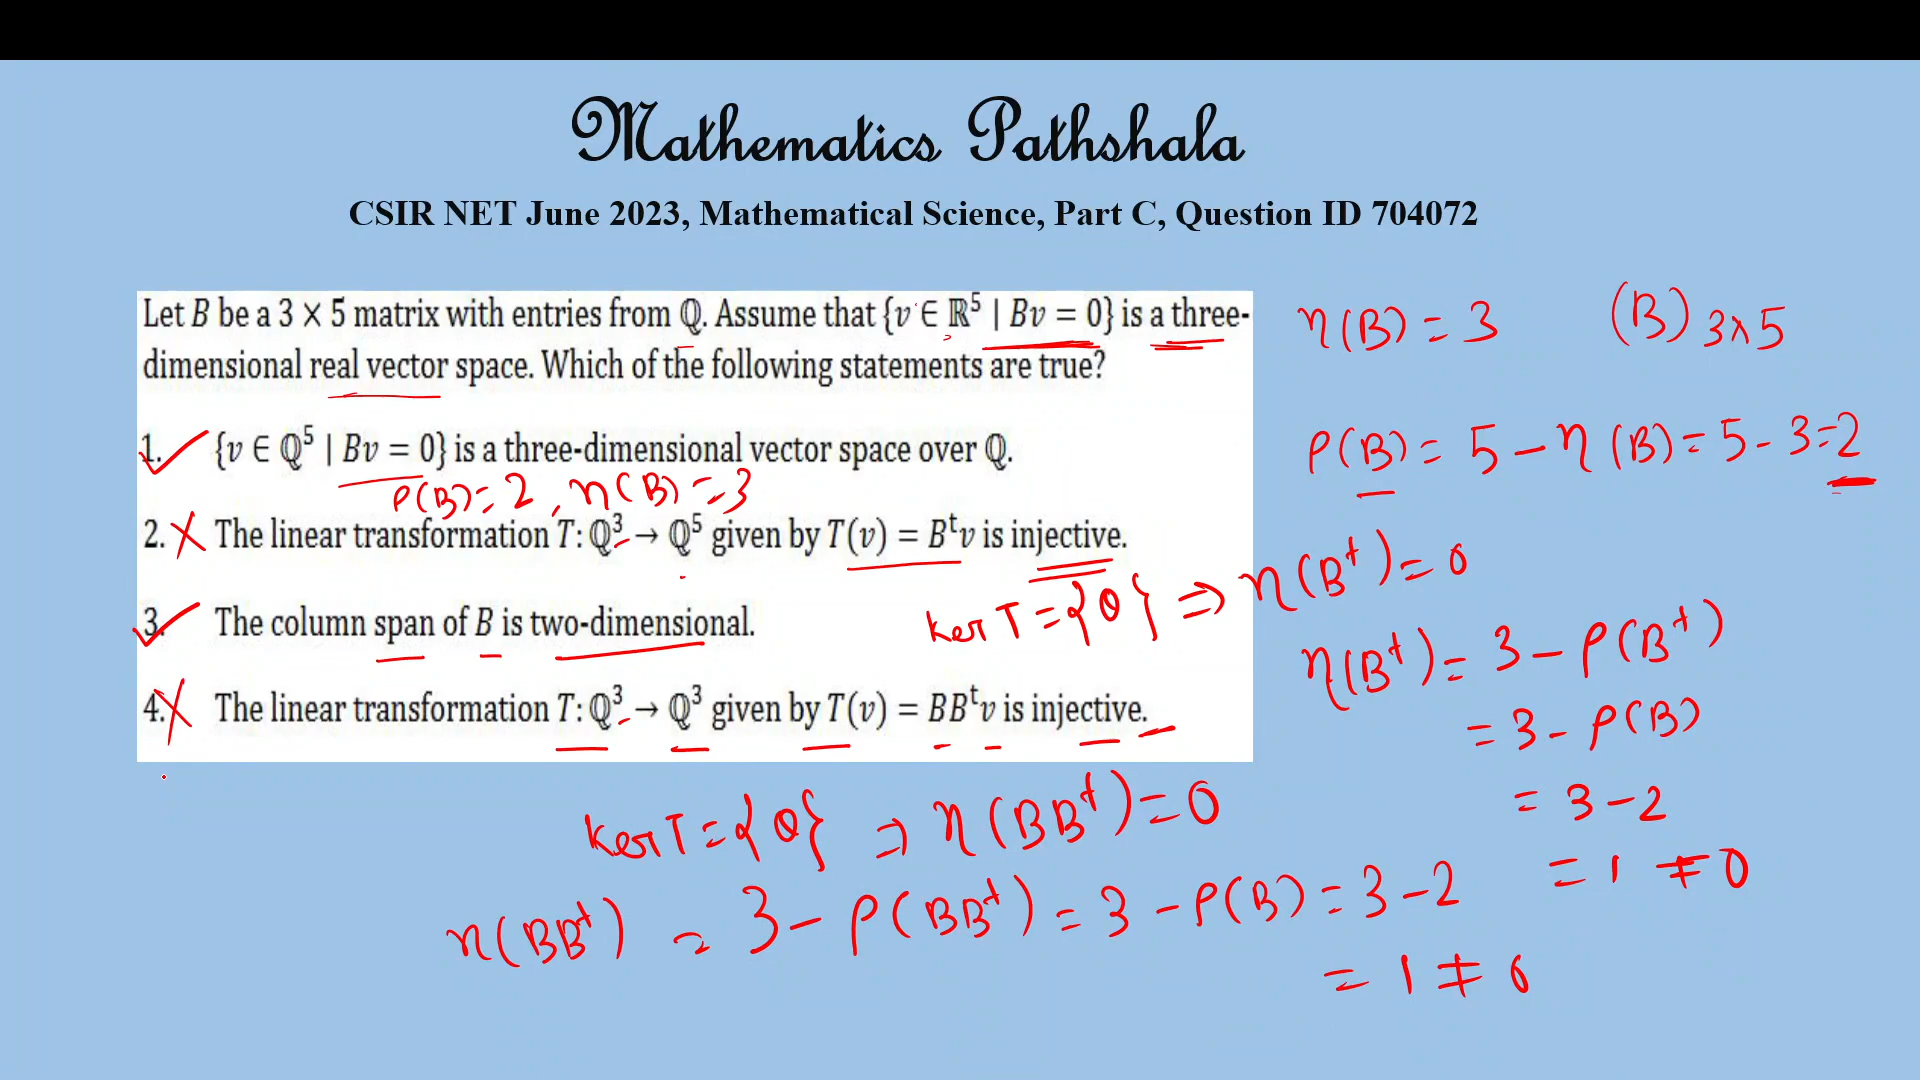 Mathematics Pathshala
CSIR NET June 2023, Mathematical Science, Part C, Question ID 704072
Let B be a 3 × 5 matrix with entries from ℚ. Assume that {v ∈ ℝ⁵ | Bv = 0} is a three-
dimensional real vector space. Which of the following statements are true?
1. {v ∈ ℚ⁵ | Bv = 0} is a three-dimensional vector space over ℚ.
ρ(B) = 2, η(B) = 3
2. The linear transformation T: ℚ³ → ℚ⁵ given by T(v) = Bᵗv is injective.
3. The column span of B is two-dimensional.
4. The linear transformation T: ℚ³ → ℚ³ given by T(v) = BBᵗv is injective.
η(B) = 3 (B) 3×5
ρ(B) = 5 − η(B) = 5 − 3 = 2
ker T = {0} ⇒ η(Bᵗ) = 0
η(Bᵗ) = 3 − ρ(Bᵗ)
= 3 − ρ(B)
= 3 − 2
= 1 ≠ 0
ker T = {0} ⇒ η(BBᵗ) = 0
η(BBᵗ) = 3 − ρ(BBᵗ) = 3 − ρ(B) = 3 − 2
= 1 ≠ 0